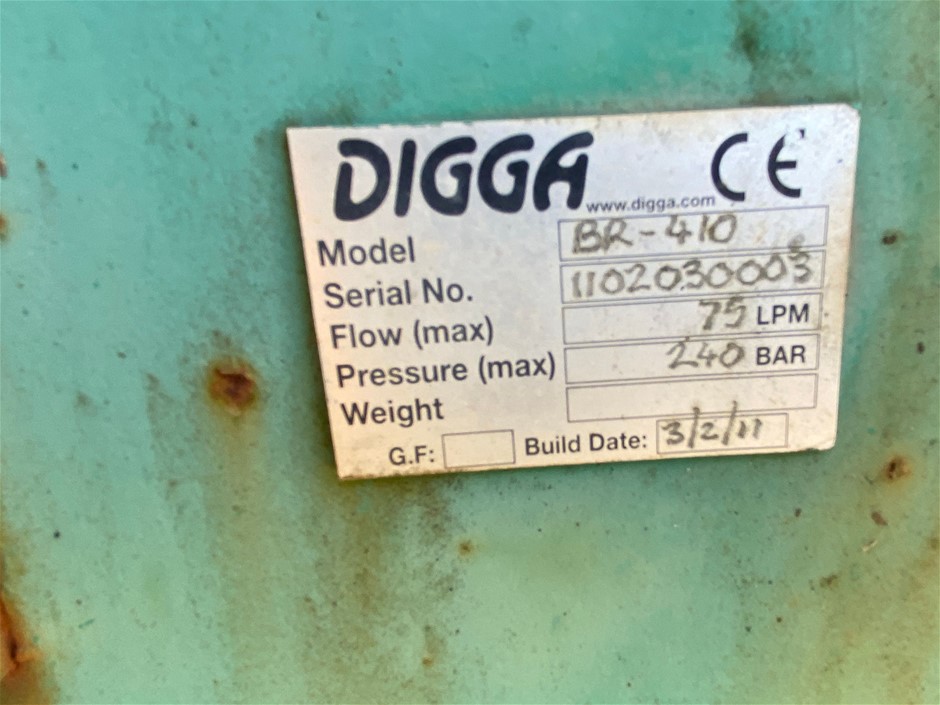 DIGGA
www.digga.com
CE
Model BR-410
Serial No. 1102030003
Flow (max) 75 LPM
Pressure (max) 240 BAR
Weight
G.F: Build Date: 3/2/11